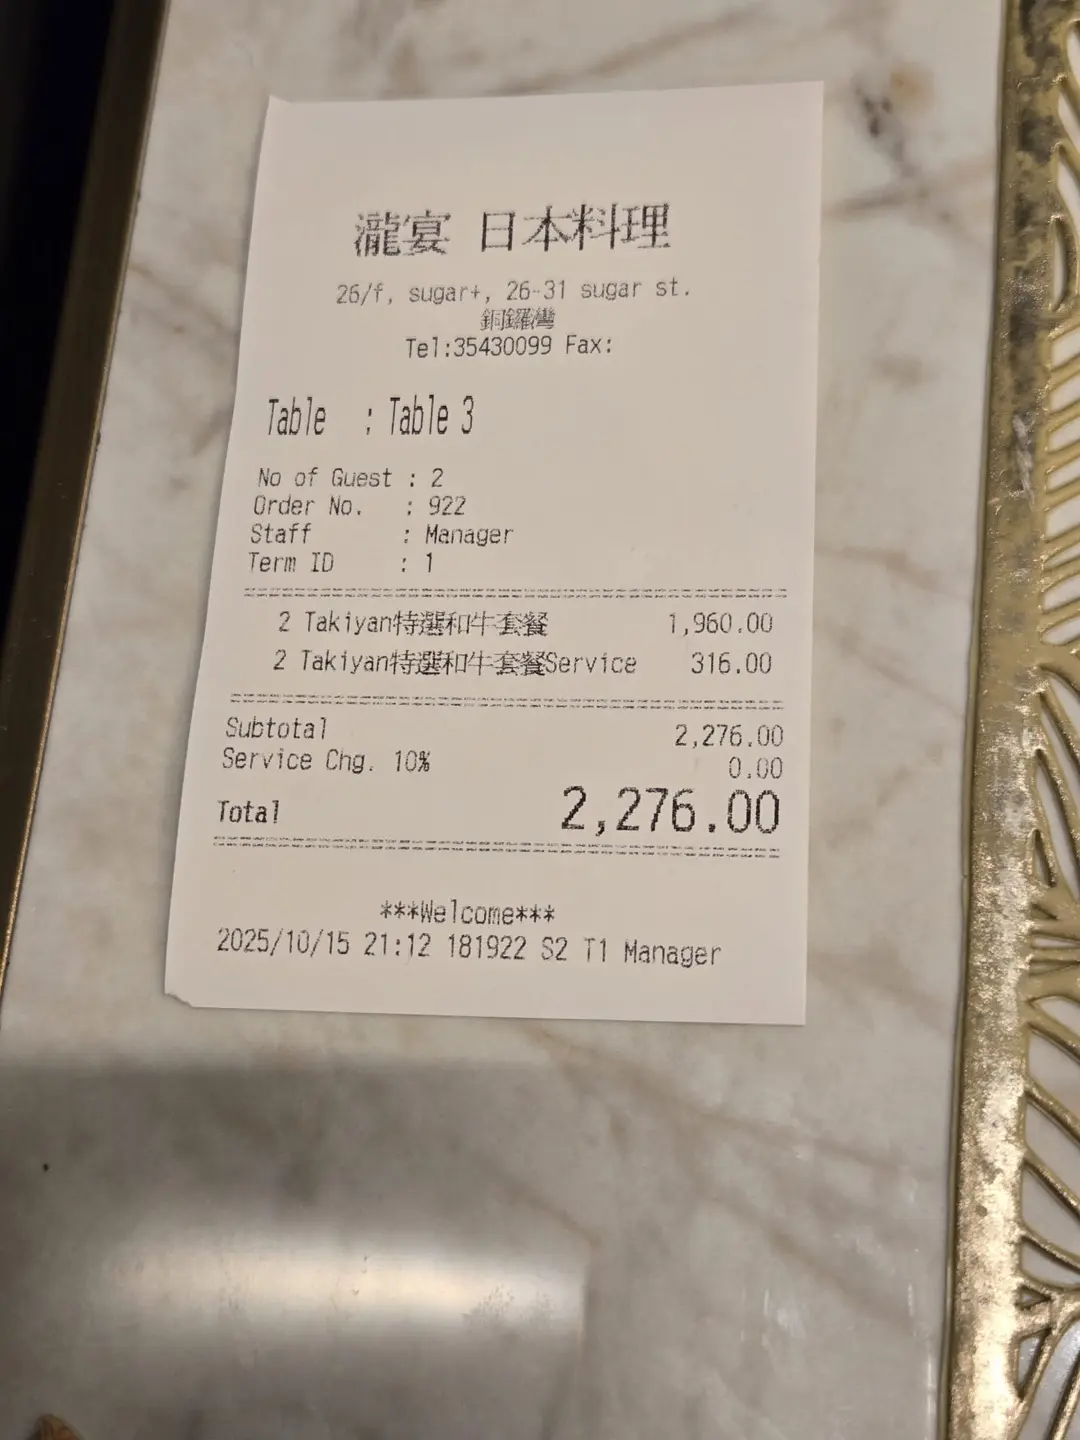 瀧宴 日本料理
26/f, sugar+, 26-31 sugar st.
銅鑼灣
Tel:35430099 Fax:
Table : Table 3
No of Guest : 2
Order No. : 922
Staff : Manager
Term ID : 1
2 Takiyan特選和牛套餐 1,960.00
2 Takiyan特選和牛套餐Service 316.00
Subtotal 2,276.00
Service Chg. 10% 0.00
Total 2,276.00
***Welcome***
2025/10/15 21:12 181922 S2 T1 Manager